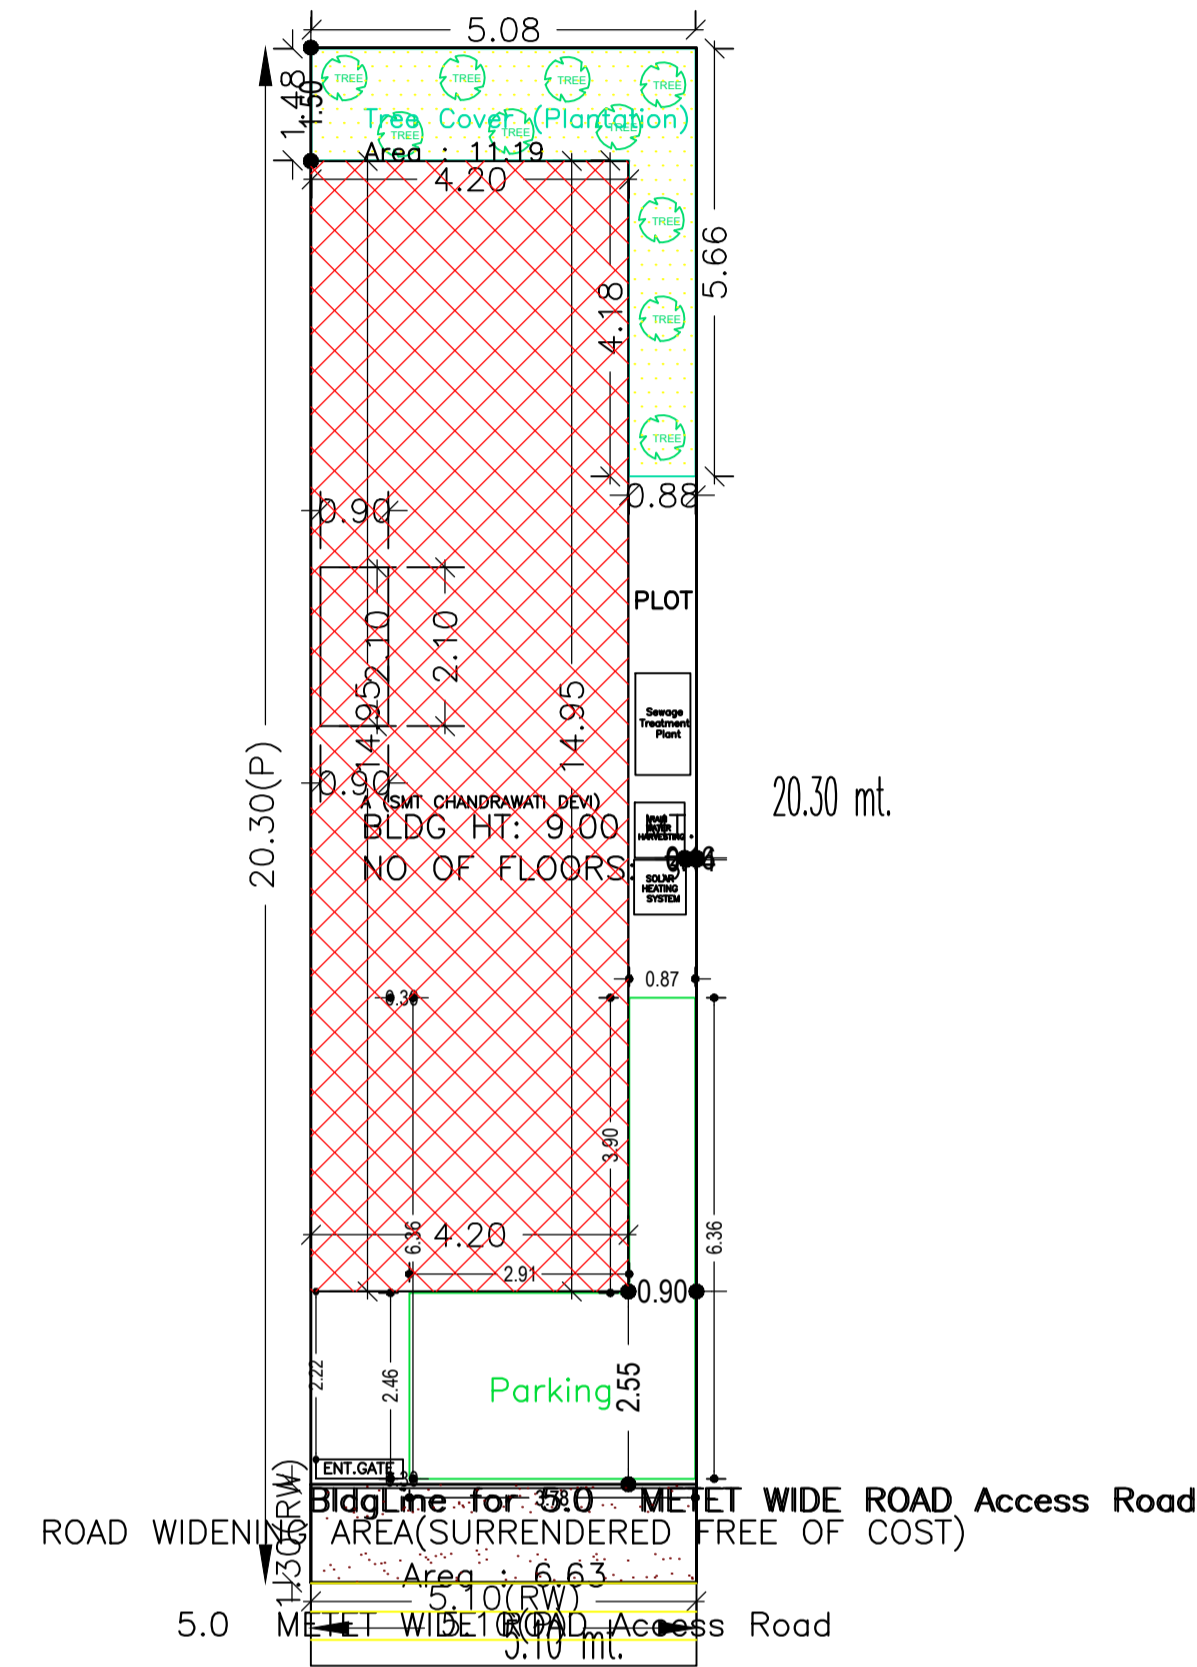 5.08
1.48
1.50
TREE TREE TREE TREE
Tree Cover (Plantation)
TREE TREE TREE
Area : 11.19
4.20
TREE
5.66
4.18
TREE
TREE
0.88
0.90
PLOT
2.10
2.10
14.95
14.95
Sewage
Treatment
Plant
20.30(P)
0.90
20.30 mt.
A (SMT CHANDRAWATI DEVI)
BLDG HT: 9.00
WATER
HARVESTING
NO OF FLOORS:
SOLAR
HEATING
SYSTEM
0.87
0.30
3.90
6.36
6.36
4.20
2.91
0.90
2.22
2.46
2.55
Parking
ENT.GATE
1.30(RW)
BldgLine for 5.0 METET WIDE ROAD Access Road
ROAD WIDENING AREA(SURRENDERED FREE OF COST)
Area : 6.63
5.10(RW)
5.0 METET WIDE ROAD Access Road
5.10(P)
5.10 mt.